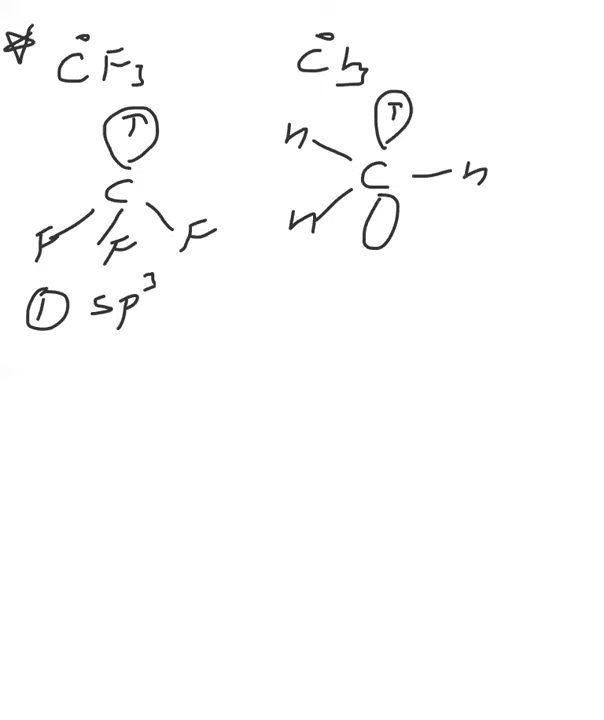 ☆ ĊF₃ ĊH₃
↿ ↿
h
C C h
F F F h
① sp³